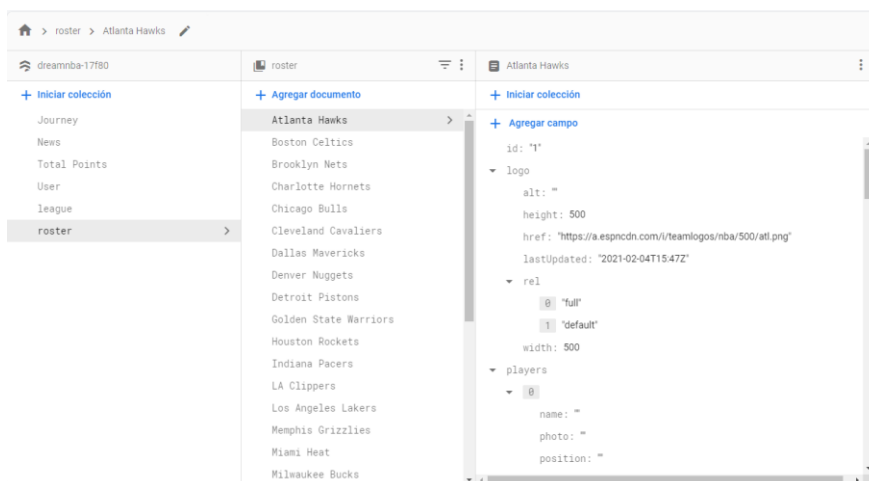 roster > Atlanta Hawks
dreamnba-17f80
+ Iniciar colección
Journey
News
Total Points
User
league
roster
roster
+ Agregar documento
Atlanta Hawks
Boston Celtics
Brooklyn Nets
Charlotte Hornets
Chicago Bulls
Cleveland Cavaliers
Dallas Mavericks
Denver Nuggets
Detroit Pistons
Golden State Warriors
Houston Rockets
Indiana Pacers
LA Clippers
Los Angeles Lakers
Memphis Grizzlies
Miami Heat
Milwaukee Bucks
Atlanta Hawks
+ Iniciar colección
+ Agregar campo
id: "1"
logo
alt: ""
height: 500
href: "https://a.espncdn.com/i/teamlogos/nba/500/atl.png"
lastUpdated: "2021-02-04T15:47Z"
rel
0 "full"
1 "default"
width: 500
players
0
name: ""
photo: ""
position: ""